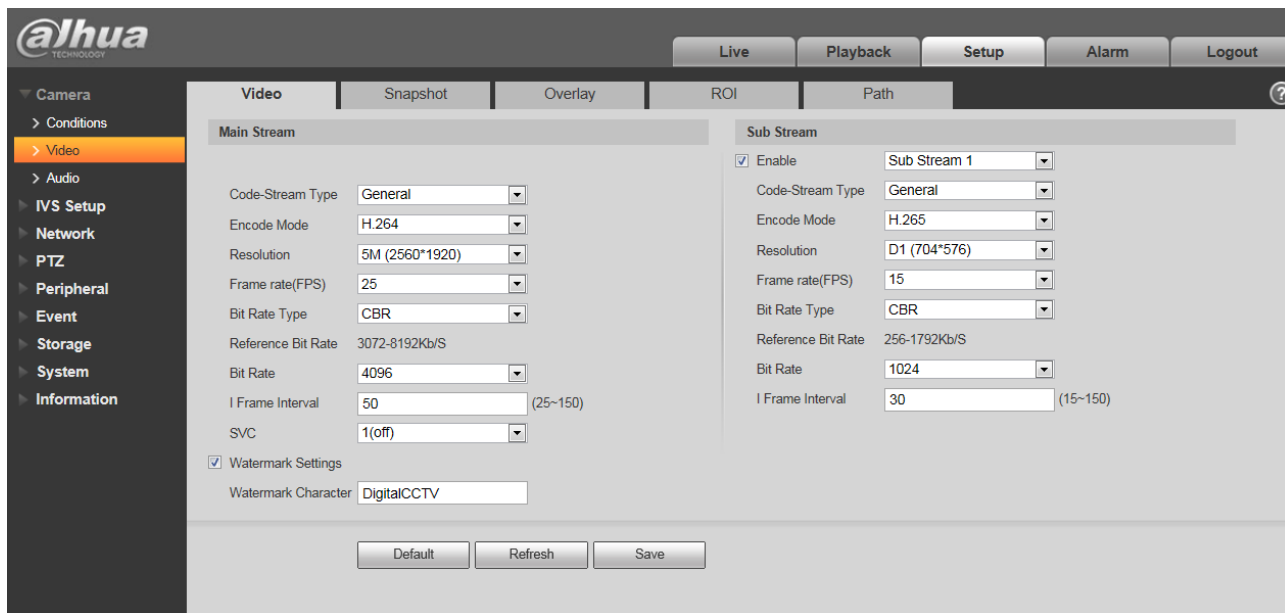 alhua
TECHNOLOGY
Live Playback Setup Alarm Logout
Camera
Conditions
Video
Audio
IVS Setup
Network
PTZ
Peripheral
Event
Storage
System
Information
Video Snapshot Overlay ROI Path
?
Main Stream
Code-Stream Type General
Encode Mode H.264
Resolution 5M (2560*1920)
Frame rate(FPS) 25
Bit Rate Type CBR
Reference Bit Rate 3072-8192Kb/S
Bit Rate 4096
I Frame Interval 50 (25~150)
SVC 1(off)
Watermark Settings
Watermark Character DigitalCCTV
Sub Stream
Enable Sub Stream 1
Code-Stream Type General
Encode Mode H.265
Resolution D1 (704*576)
Frame rate(FPS) 15
Bit Rate Type CBR
Reference Bit Rate 256-1792Kb/S
Bit Rate 1024
I Frame Interval 30 (15~150)
Default Refresh Save